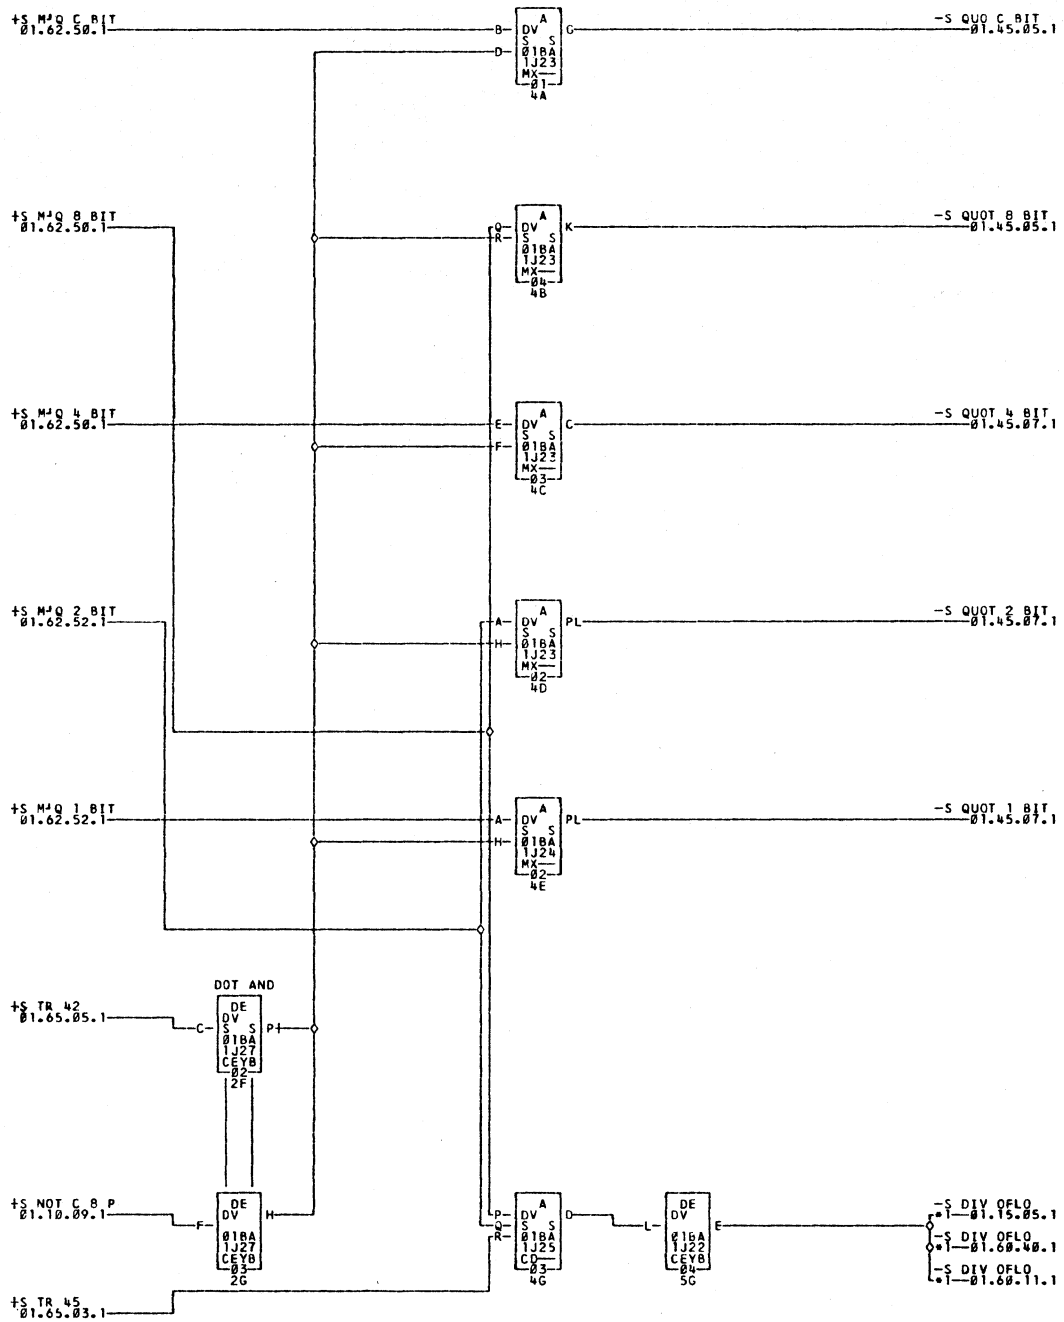 +S M/Q C BIT
01.62.50.1
B
D
A
DV
S S
01BA
1J23
MX—
01
4A
G
-S QUO C BIT
01.45.05.1
+S M/Q 8 BIT
01.62.50.1
Q
R
A
DV
S S
01BA
1J23
MX—
04
4B
K
-S QUOT 8 BIT
01.45.05.1
+S M/Q 4 BIT
01.62.50.1
E
F
A
DV
S S
01BA
1J23
MX—
03
4C
C
-S QUOT 4 BIT
01.45.07.1
+S M/Q 2 BIT
01.62.52.1
A
H
A
DV
S S
01BA
1J23
MX—
02
4D
PL
-S QUOT 2 BIT
01.45.07.1
+S M/Q 1 BIT
01.62.52.1
A
H
A
DV
S S
01BA
1J24
MX—
02
4E
PL
-S QUOT 1 BIT
01.45.07.1
DOT AND
+S TR 42
01.65.05.1
C
DE
DV
S S
01BA
1J27
CEYB
02
2F
P
+S NOT C 8 P
01.10.09.1
F
DE
DV
01BA
1J27
CEYB
03
2G
H
P
Q
R
A
DV
S S
01BA
1J25
CD—
03
4G
D
L
DE
DV
01BA
1J22
CEYB
04
5G
E
-S DIV OFLO
*1—01.15.05.1
-S DIV OFLO
*1—01.60.40.1
-S DIV OFLO
*1—01.60.11.1
+S TR 45
01.65.03.1